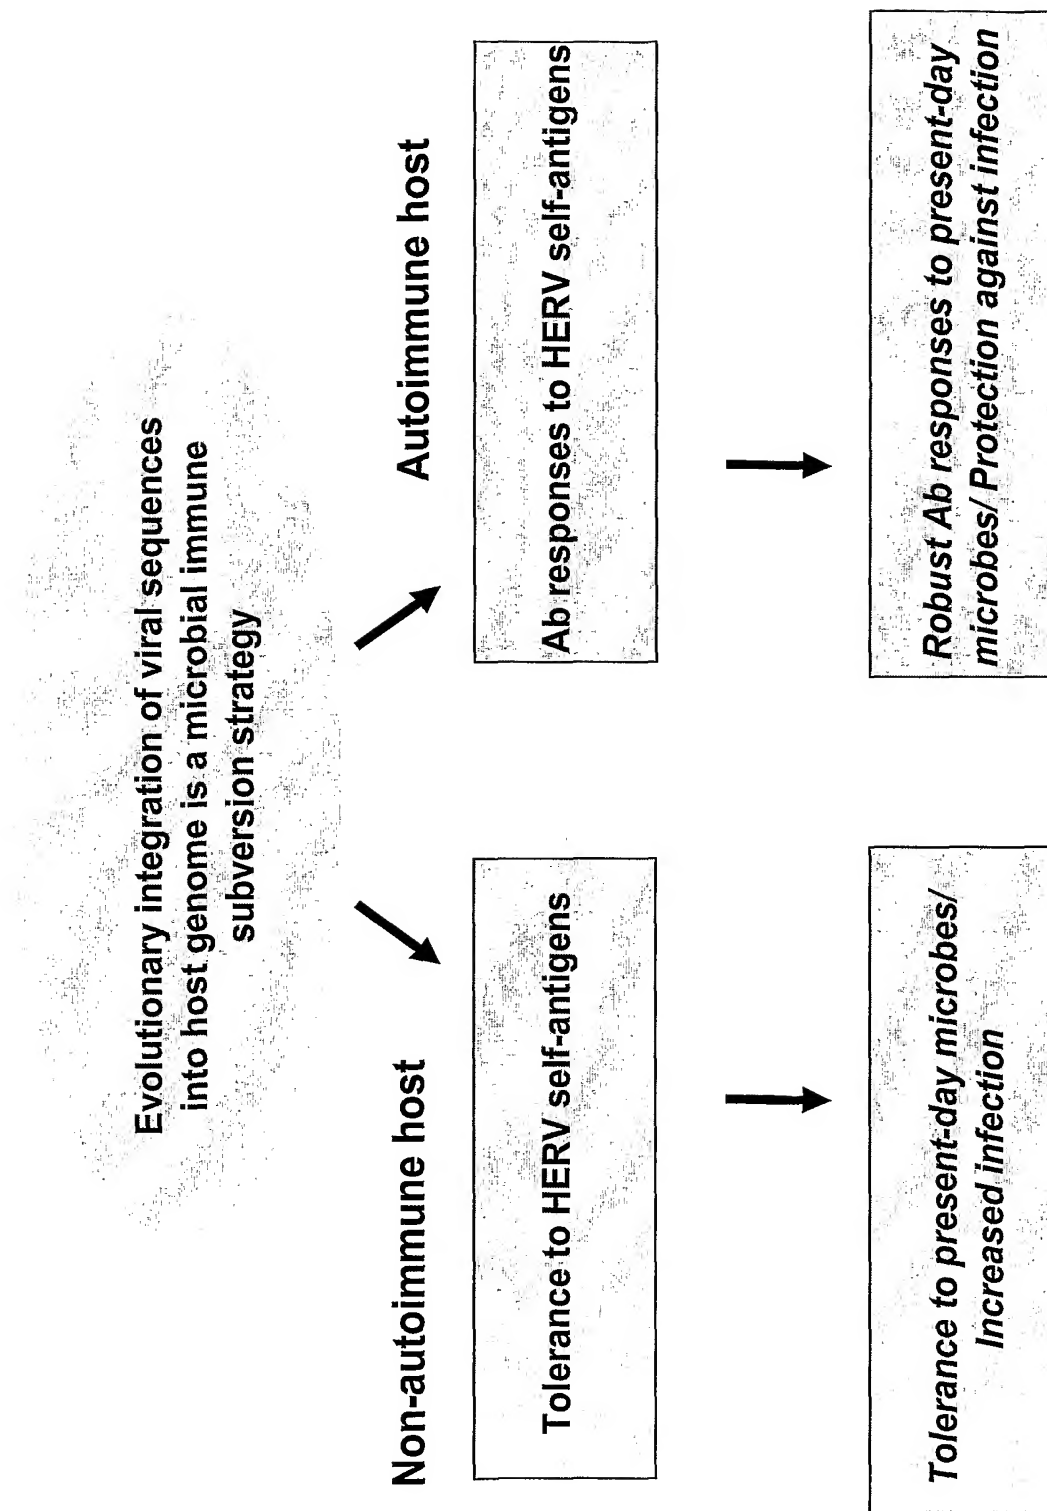 Evolutionary integration of viral sequences
into host genome is a microbial immune
subversion strategy
Non-autoimmune host
Autoimmune host
Tolerance to HERV self-antigens
Ab responses to HERV self-antigens
Tolerance to present-day microbes/
Increased infection
Robust Ab responses to present-day
microbes/ Protection against infection